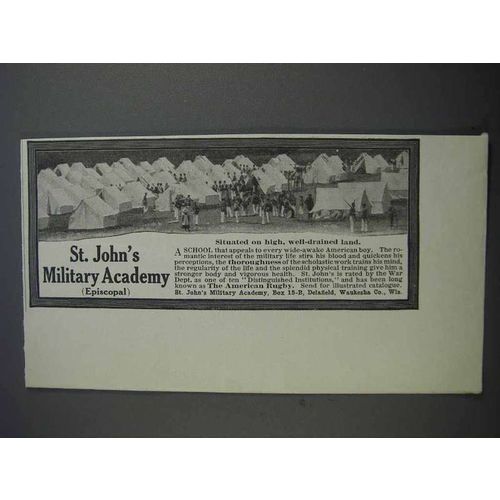 St. John's
Military Academy
(Episcopal)
Situated on high, well-drained land.
A SCHOOL that appeals to every wide-awake American boy. The ro-
mantic interest of the military life stirs his blood and quickens his
perceptions, the thoroughness of the scholastic work trains his mind,
the regularity of the life and the splendid physical training give him a
stronger body and vigorous health. St. John's is rated by the War
Dept. as one of ten "Distinguished Institutions," and has been long
known as The American Rugby. Send for illustrated catalogue.
St. John's Military Academy, Box 15-B, Delafield, Waukesha Co., Wis.